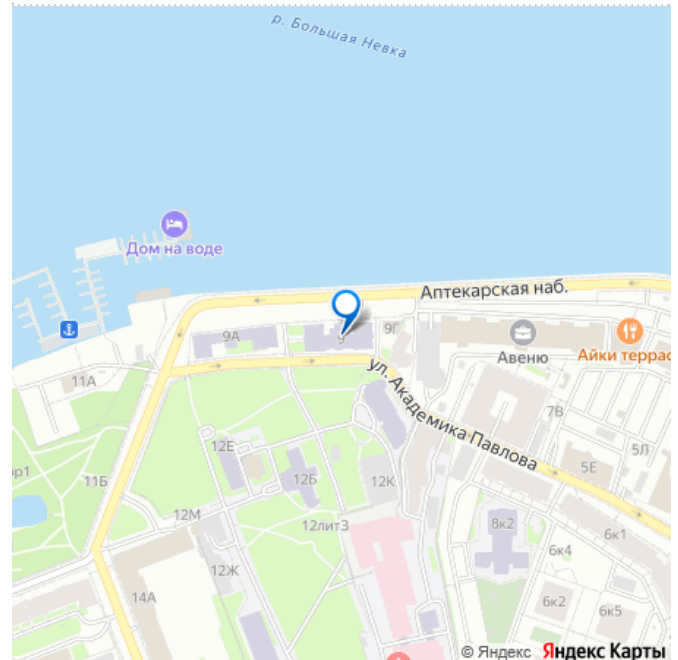 р. Большая Невка
Дом на воде
Аптекарская наб.
9А
9
9Г
Авеню
Айки террас
11А
ул. Академика Павлова
7В
12Е
5Л
ор1
11Б
12Б
12К
5Е
12М
12лит3
8к2
6к1
6к4
12Ж
14А
6к2
6к5
© Яндекс Яндекс Карты